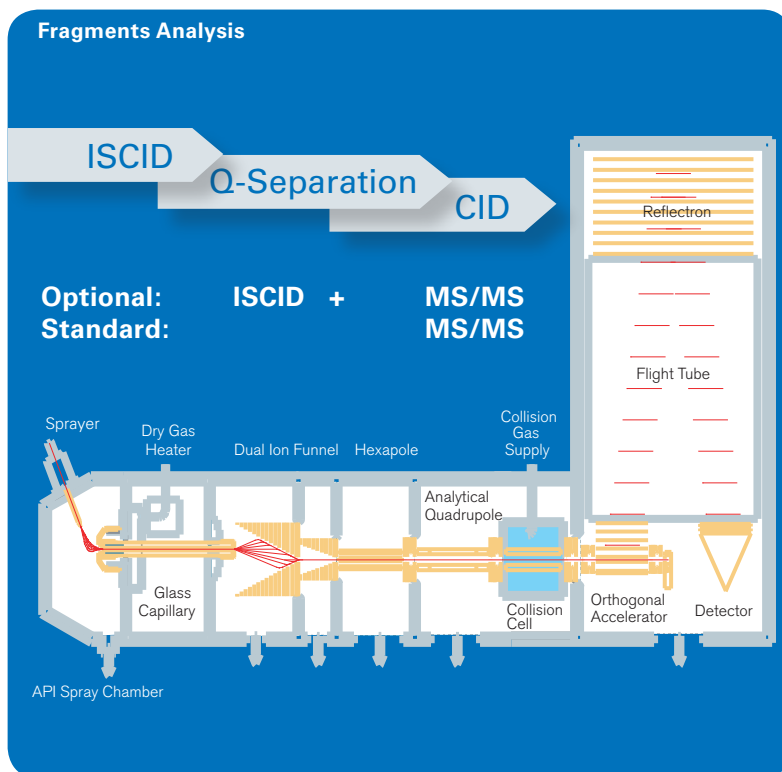 Fragments Analysis
ISCID
Q-Separation
CID
Optional: ISCID + MS/MS
Standard: MS/MS
Reflectron
Flight Tube
Sprayer
Dry Gas
Heater
Dual Ion Funnel
Hexapole
Collision
Gas
Supply
Analytical
Quadrupole
Glass
Capillary
Collision
Cell
Orthogonal
Accelerator
Detector
API Spray Chamber